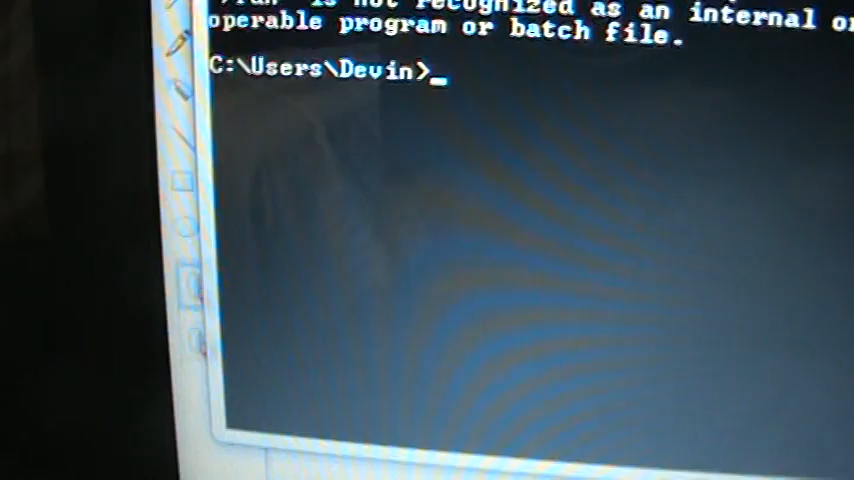 is not recognized as an internal or
operable program or batch file.
C:\Users\Devin>_